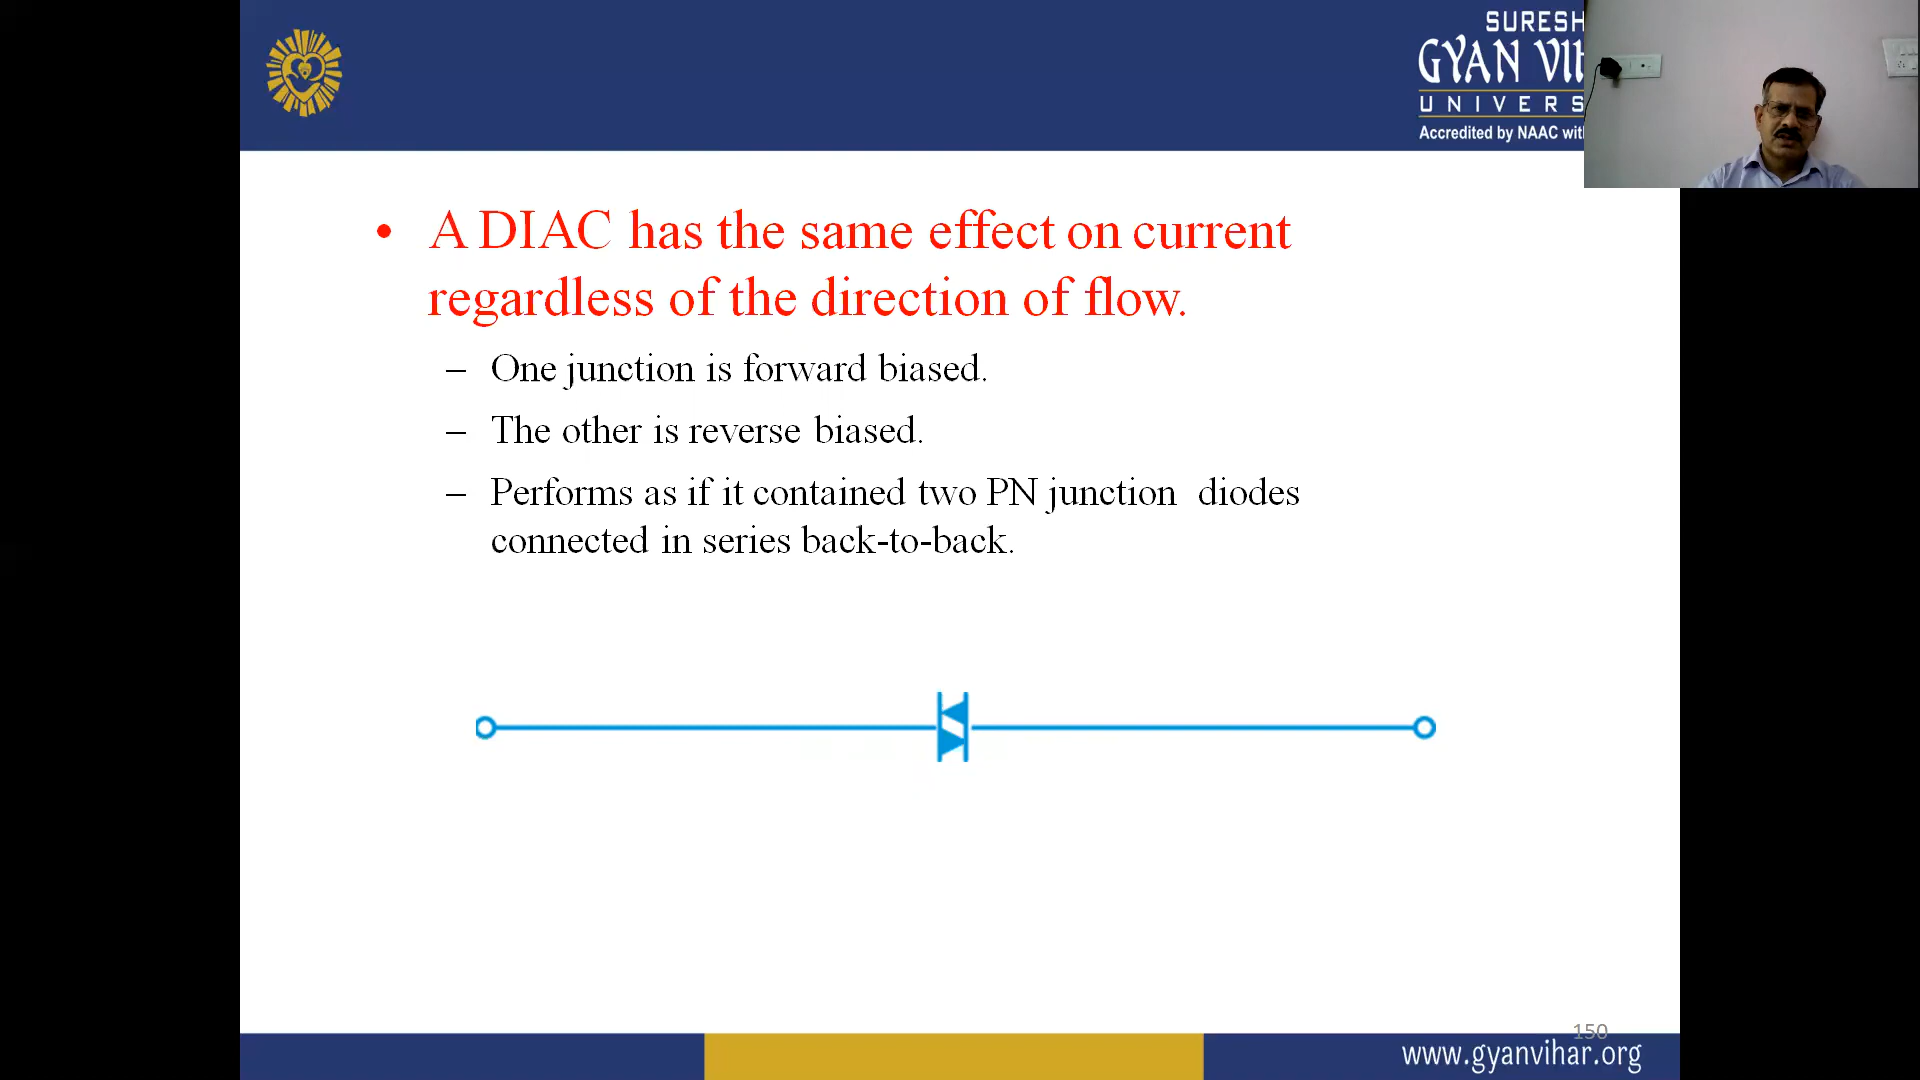 SURESH
GYAN VIH
UNIVERS
Accredited by NAAC with
• A DIAC has the same effect on current
regardless of the direction of flow.
– One junction is forward biased.
– The other is reverse biased.
– Performs as if it contained two PN junction diodes
connected in series back-to-back.
150
www.gyanvihar.org